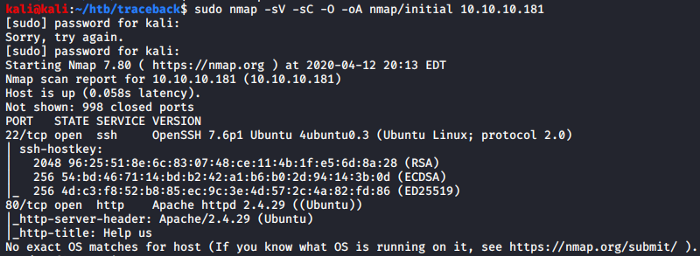 kali@kali:~/htb/traceback$ sudo nmap -sV -sC -O -oA nmap/initial 10.10.10.181
[sudo] password for kali:
Sorry, try again.
[sudo] password for kali:
Starting Nmap 7.80 ( https://nmap.org ) at 2020-04-12 20:13 EDT
Nmap scan report for 10.10.10.181 (10.10.10.181)
Host is up (0.058s latency).
Not shown: 998 closed ports
PORT   STATE SERVICE VERSION
22/tcp open  ssh     OpenSSH 7.6p1 Ubuntu 4ubuntu0.3 (Ubuntu Linux; protocol 2.0)
| ssh-hostkey:
|   2048 96:25:51:8e:6c:83:07:48:ce:11:4b:1f:e5:6d:8a:28 (RSA)
|   256 54:bd:46:71:14:bd:b2:42:a1:b6:b0:2d:94:14:3b:0d (ECDSA)
|_  256 4d:c3:f8:52:b8:85:ec:9c:3e:4d:57:2c:4a:82:fd:86 (ED25519)
80/tcp open  http    Apache httpd 2.4.29 ((Ubuntu))
|_http-server-header: Apache/2.4.29 (Ubuntu)
|_http-title: Help us
No exact OS matches for host (If you know what OS is running on it, see https://nmap.org/submit/ ).